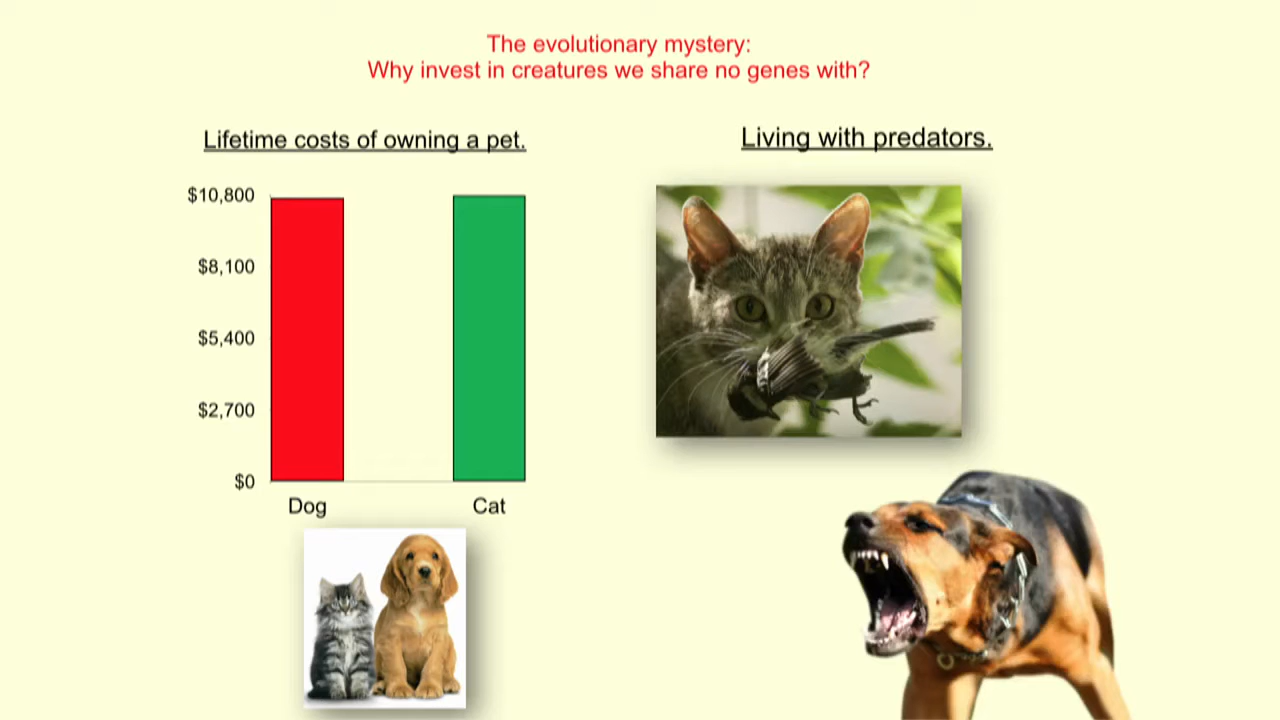 The evolutionary mystery:
Why invest in creatures we share no genes with?
Lifetime costs of owning a pet.
$10,800
$8,100
$5,400
$2,700
$0
Dog
Cat
Living with predators.